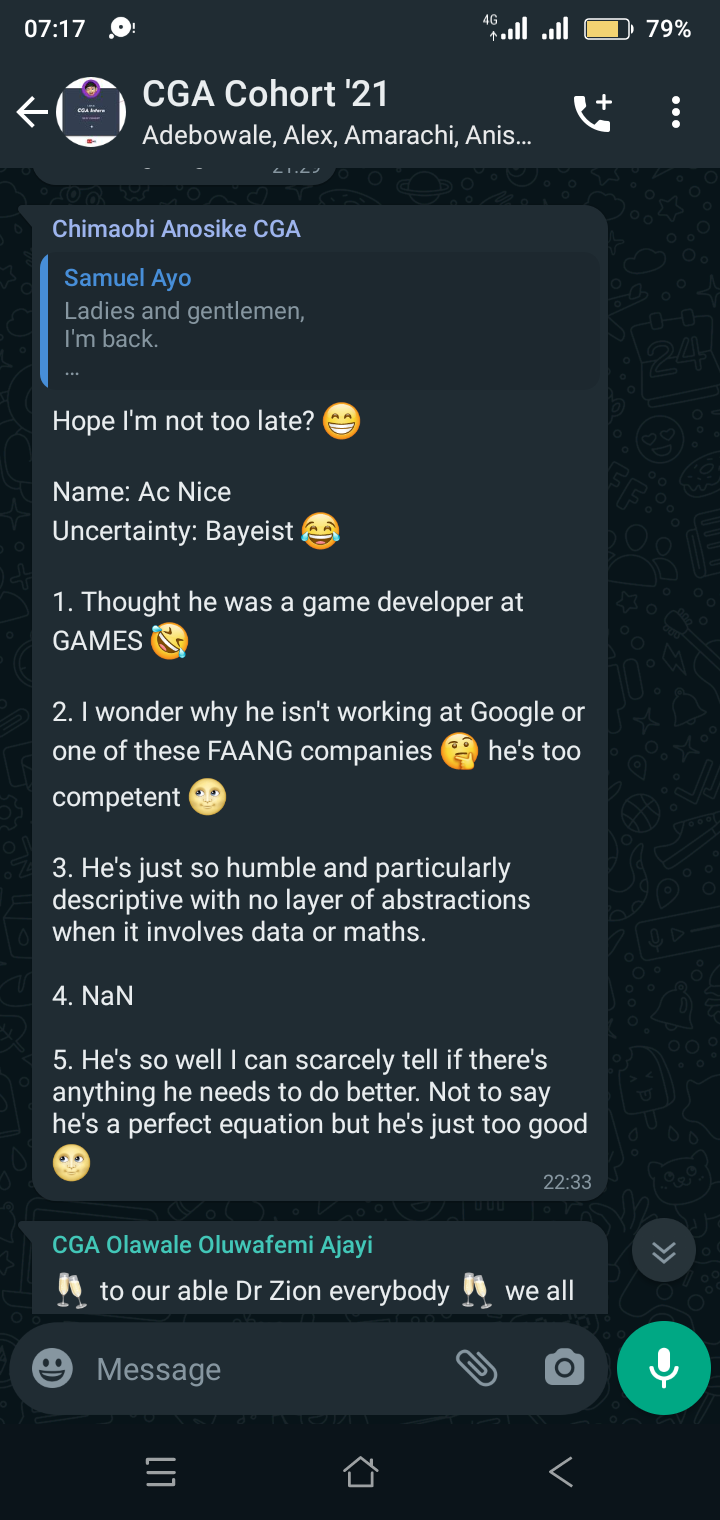 07:17
4G
79%
CGA Cohort '21
Adebowale, Alex, Amarachi, Anis...
21:29
Chimaobi Anosike CGA
Samuel Ayo
Ladies and gentlemen,
I'm back.
...
Hope I'm not too late? 😁
Name: Ac Nice
Uncertainty: Bayeist 😂
1. Thought he was a game developer at
GAMES 🤣
2. I wonder why he isn't working at Google or
one of these FAANG companies 🤔 he's too
competent 🌝
3. He's just so humble and particularly
descriptive with no layer of abstractions
when it involves data or maths.
4. NaN
5. He's so well I can scarcely tell if there's
anything he needs to do better. Not to say
he's a perfect equation but he's just too good
🌝
22:33
CGA Olawale Oluwafemi Ajayi
🥂 to our able Dr Zion everybody 🥂 we all
Message